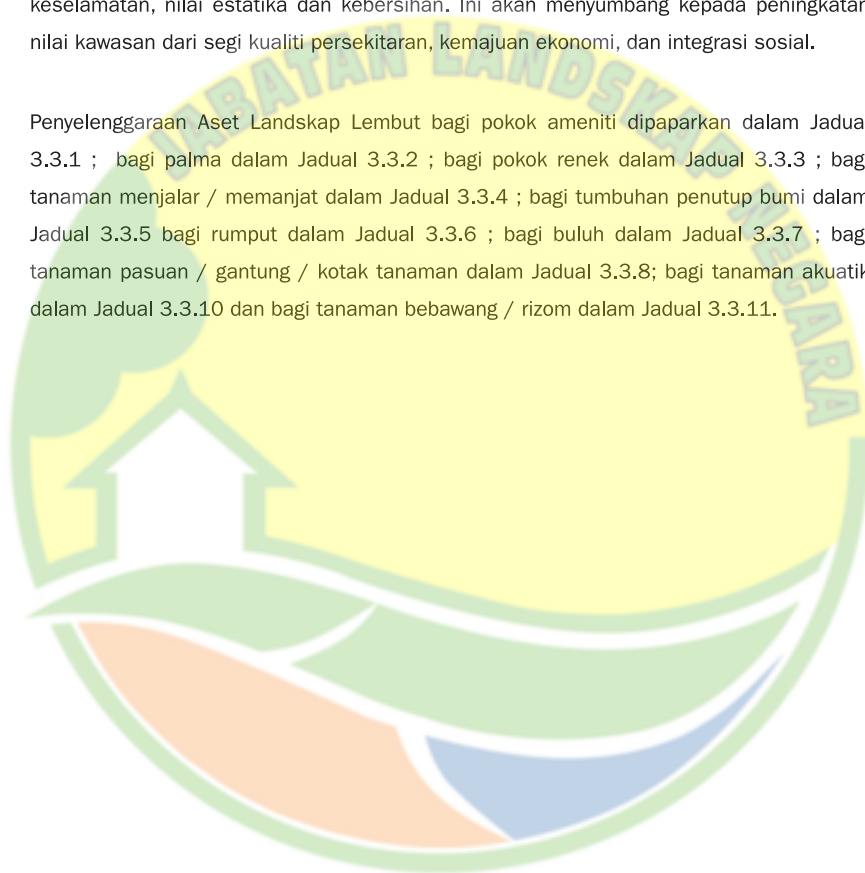 keselamatan, nilai estatika dan kebersihan. Ini akan menyumbang kepada peningkatan
nilai kawasan dari segi kualiti persekitaran, kemajuan ekonomi, dan integrasi sosial.
Penyelenggaraan Aset Landskap Lembut bagi pokok ameniti dipaparkan dalam Jadual
3.3.1 ; bagi palma dalam Jadual 3.3.2 ; bagi pokok renek dalam Jadual 3.3.3 ; bagi
tanaman menjalar / memanjat dalam Jadual 3.3.4 ; bagi tumbuhan penutup bumi dalam
Jadual 3.3.5 bagi rumput dalam Jadual 3.3.6 ; bagi buluh dalam Jadual 3.3.7 ; bagi
tanaman pasuan / gantung / kotak tanaman dalam Jadual 3.3.8; bagi tanaman akuatik
dalam Jadual 3.3.10 dan bagi tanaman bebawang / rizom dalam Jadual 3.3.11.
JABATAN LANDSKAP NEGARA